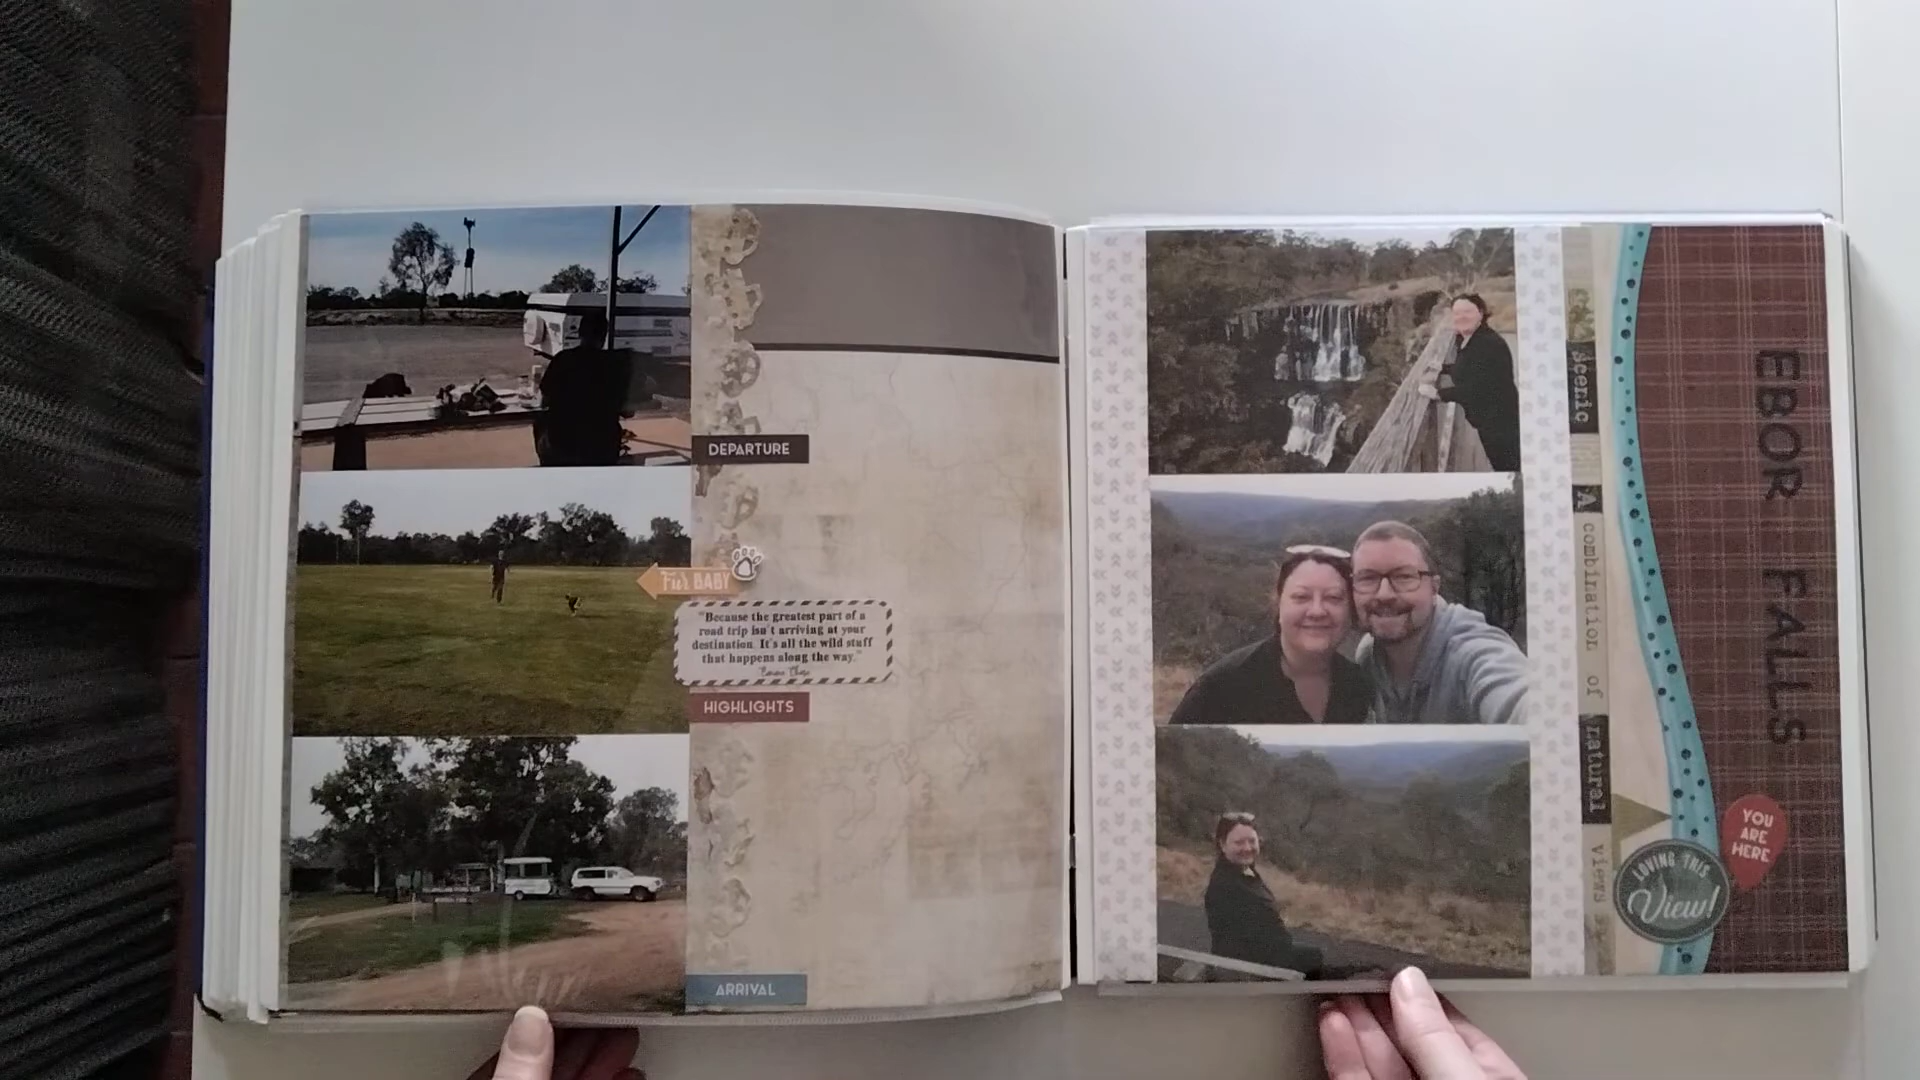 DEPARTURE
Fur BABY
"Because the greatest part of a
road trip isn't arriving at your
destination. It's all the wild stuff
that happens along the way."
Emma Chase
HIGHLIGHTS
ARRIVAL
scenic
A combination of natural views
EBOR FALLS
YOU
ARE
HERE
LOVING THIS
View!